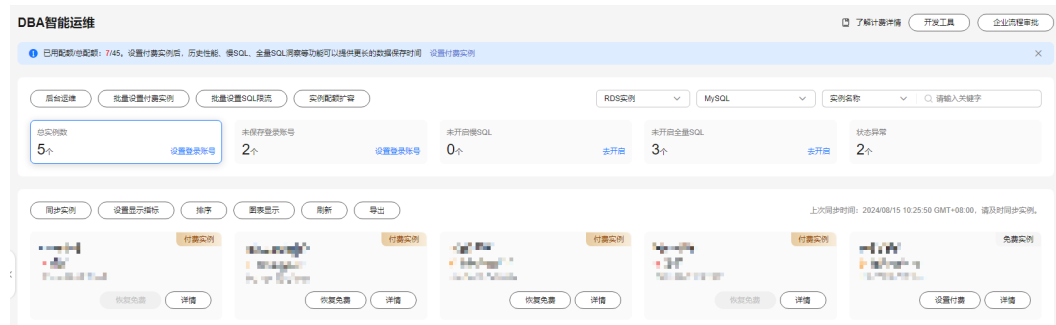 DBA智能运维
了解计费详情 开发工具 企业流程审批
已用配额/总配额：7/45。设置付费实例后，历史性能、慢SQL、全量SQL洞察等功能可以提供更长的数据保存时间 设置付费实例
后台运维 批量设置付费实例 批量设置SQL限流 实例配额扩容 RDS实例 MySQL 实例名称 请输入关键字
总实例数 未保存登录账号 未开启慢SQL 未开启全量SQL 状态异常
5个 设置登录账号 2个 设置登录账号 0个 去开启 3个 去开启 2个
同步实例 设置显示指标 排序 图表显示 刷新 导出 上次同步时间：2024/08/15 10:25:50 GMT+08:00，请及时同步实例。
付费实例 付费实例 付费实例 付费实例 免费实例
恢复免费 详情 恢复免费 详情 恢复免费 详情 恢复免费 详情 设置付费 详情